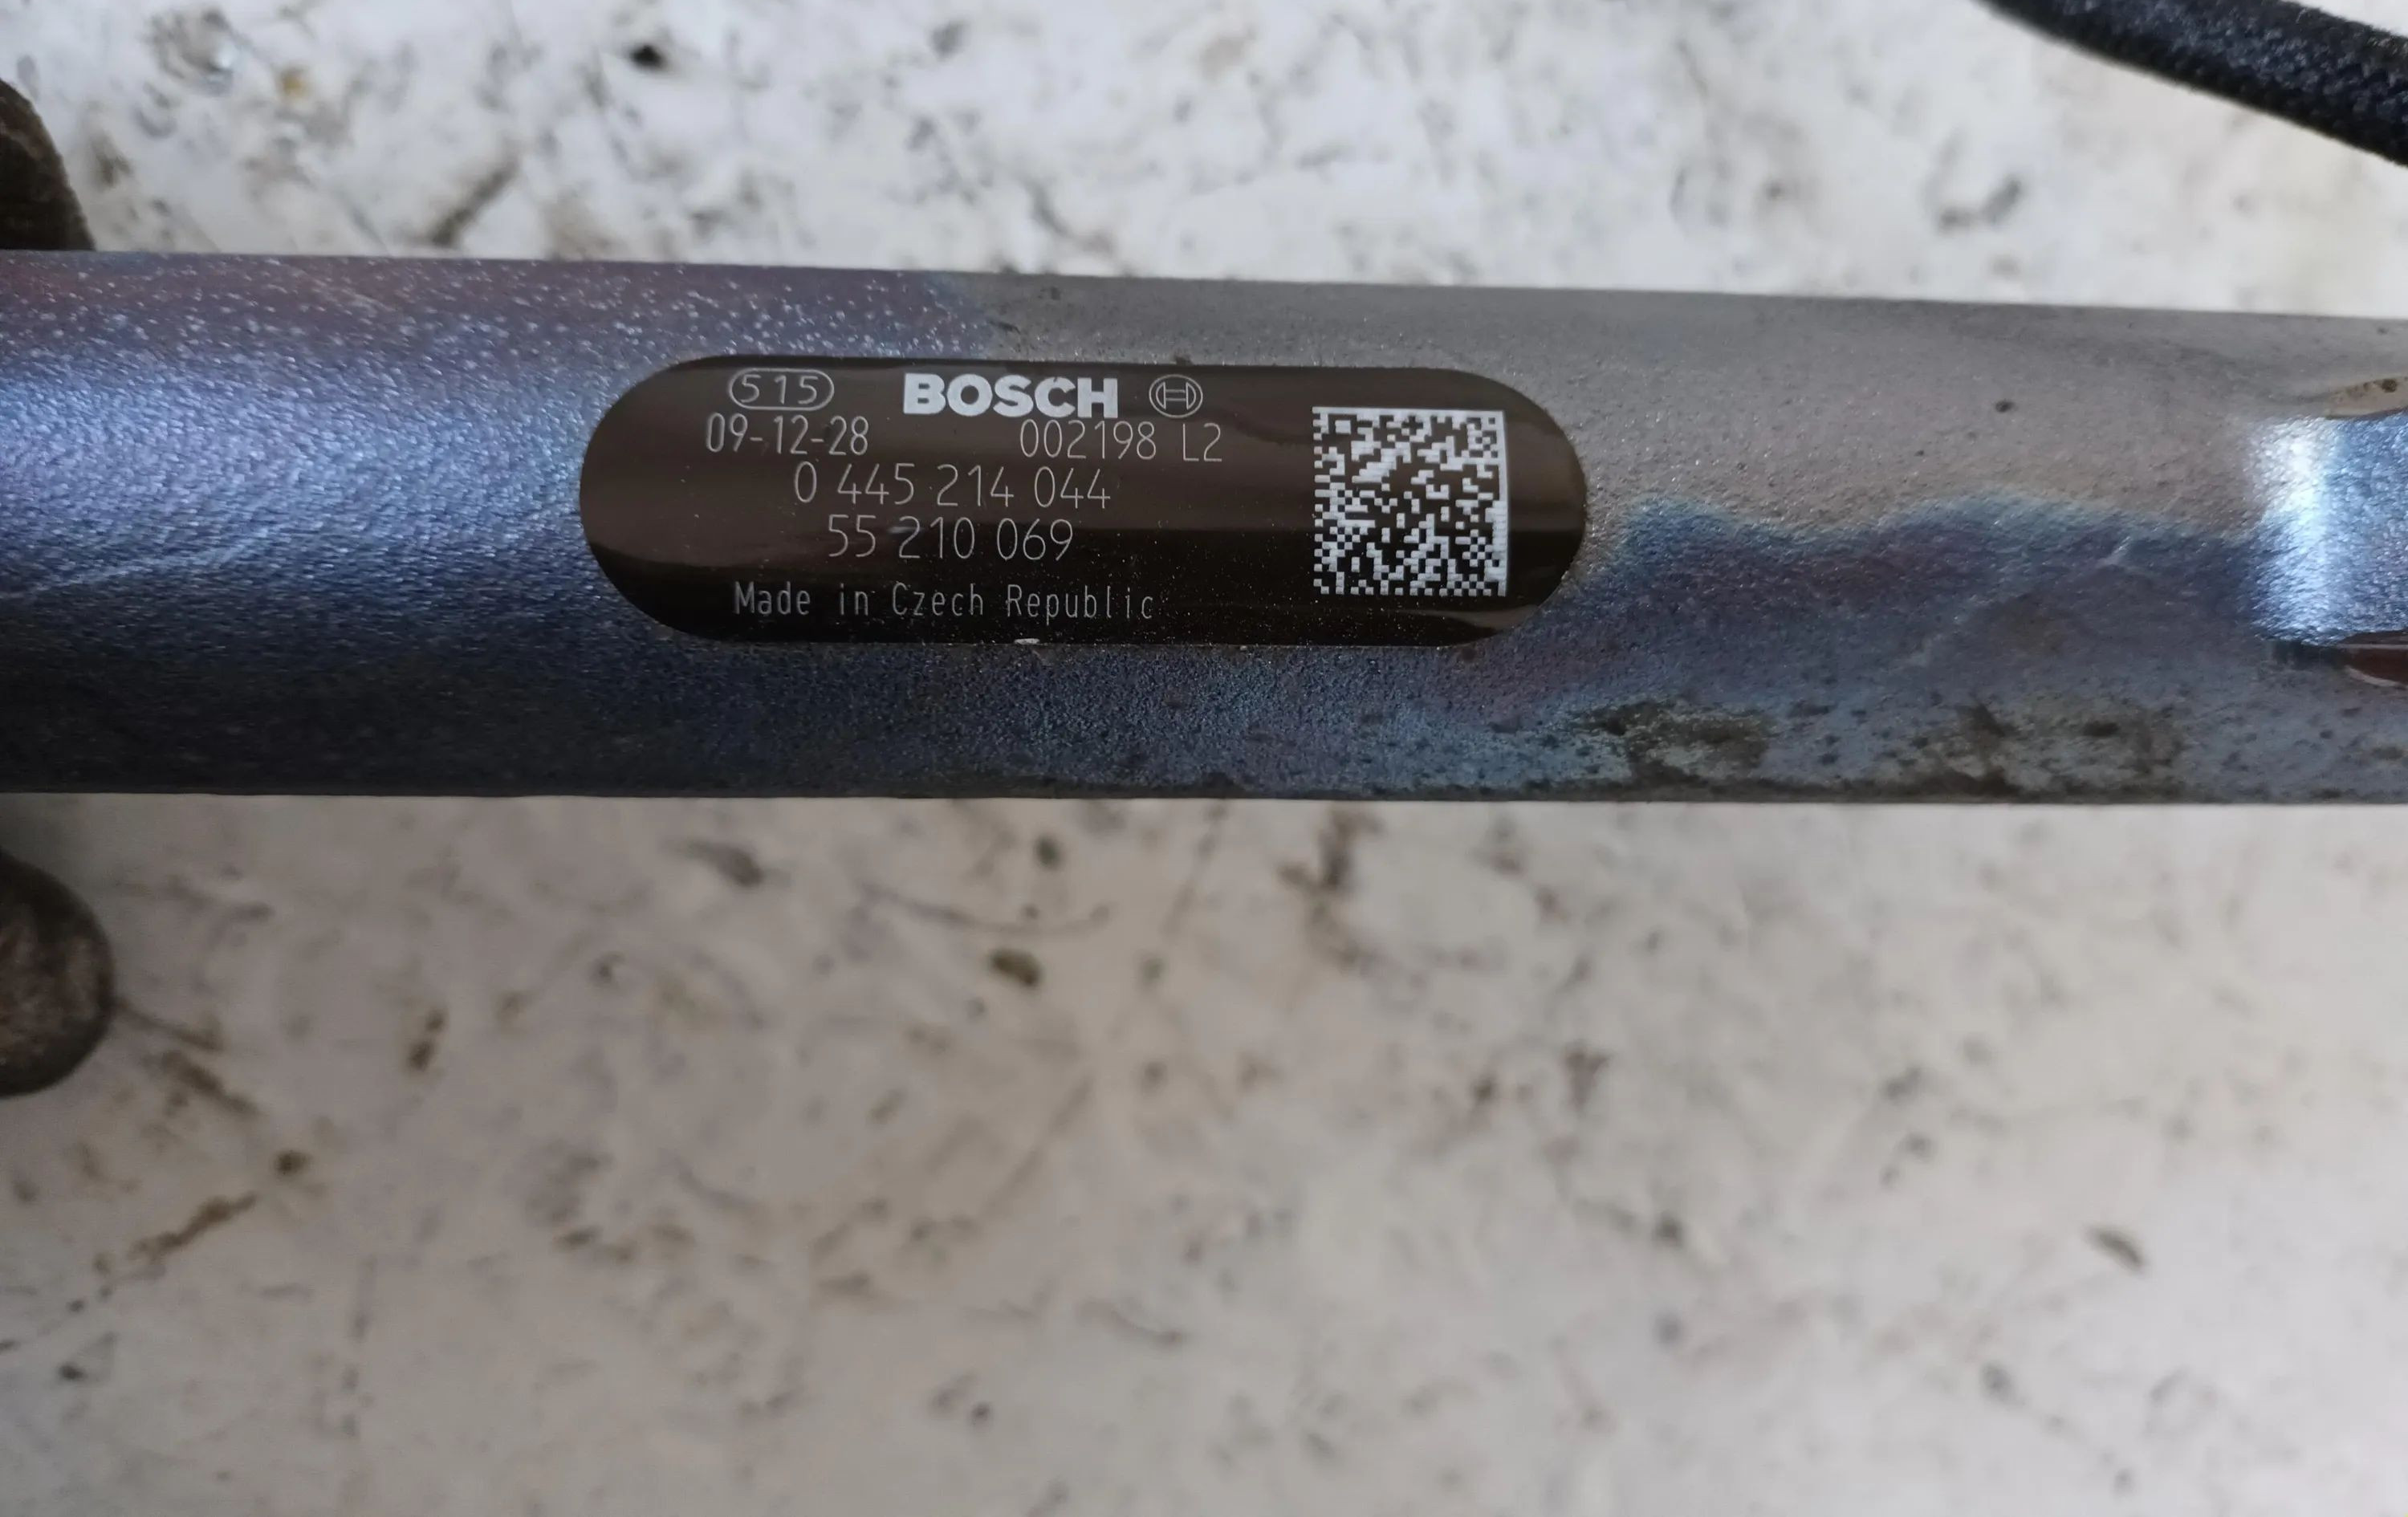 515 BOSCH
09-12-28 002198 L2
0 445 214 044
55 210 069
Made in Czech Republic